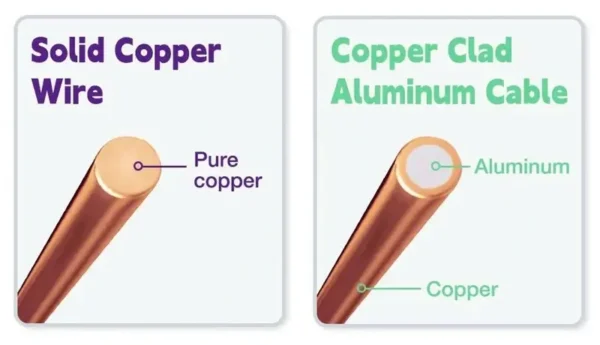 Solid Copper
Wire
Pure
copper
Copper Clad
Aluminum Cable
Aluminum
Copper